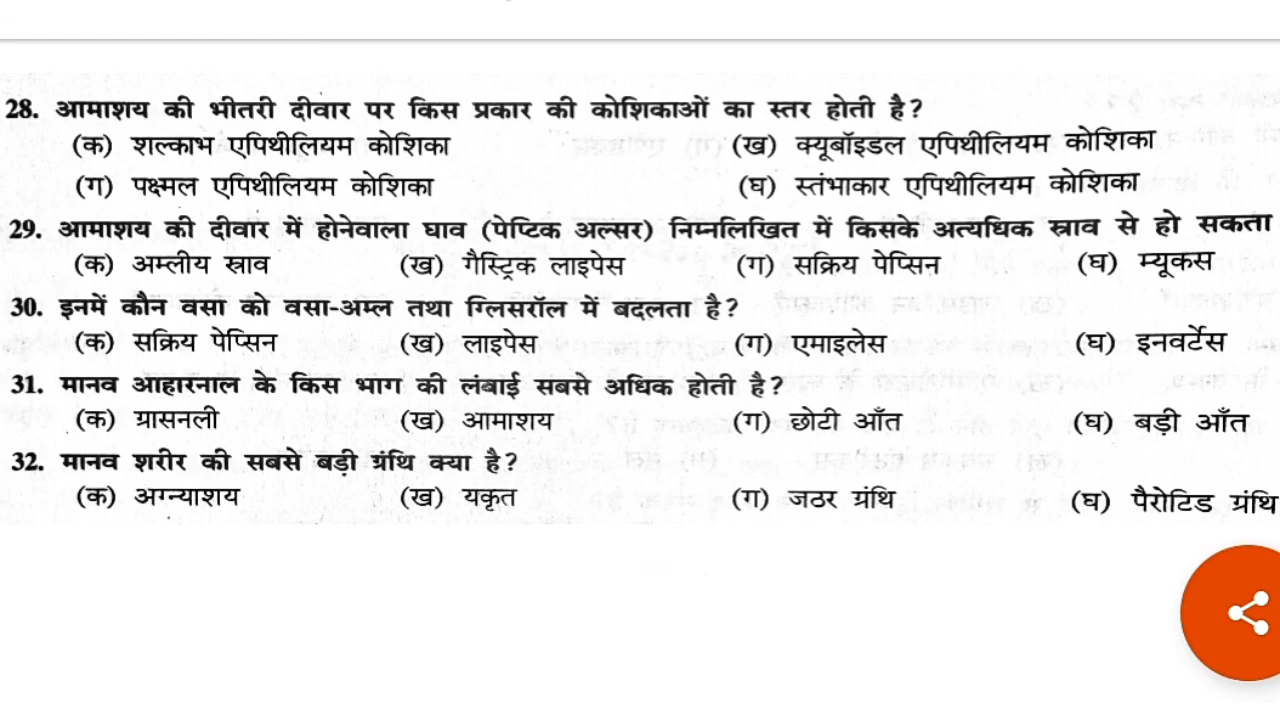 28. आमाशय की भीतरी दीवार पर किस प्रकार की कोशिकाओं का स्तर होती है?
(क) शल्काभ एपिथीलियम कोशिका (ख) क्यूबॉइडल एपिथीलियम कोशिका
(ग) पक्ष्मल एपिथीलियम कोशिका (घ) स्तंभाकार एपिथीलियम कोशिका
29. आमाशय की दीवार में होनेवाला घाव (पेप्टिक अल्सर) निम्नलिखित में किसके अत्यधिक स्राव से हो सकता
(क) अम्लीय स्राव (ख) गैस्ट्रिक लाइपेस (ग) सक्रिय पेप्सिन (घ) म्यूकस
30. इनमें कौन वसा को वसा-अम्ल तथा ग्लिसरॉल में बदलता है?
(क) सक्रिय पेप्सिन (ख) लाइपेस (ग) एमाइलेस (घ) इनवर्टेस
31. मानव आहारनाल के किस भाग की लंबाई सबसे अधिक होती है?
(क) ग्रासनली (ख) आमाशय (ग) छोटी आँत (घ) बड़ी आँत
32. मानव शरीर की सबसे बड़ी ग्रंथि क्या है?
(क) अग्न्याशय (ख) यकृत (ग) जठर ग्रंथि (घ) पैरोटिड ग्रंथि